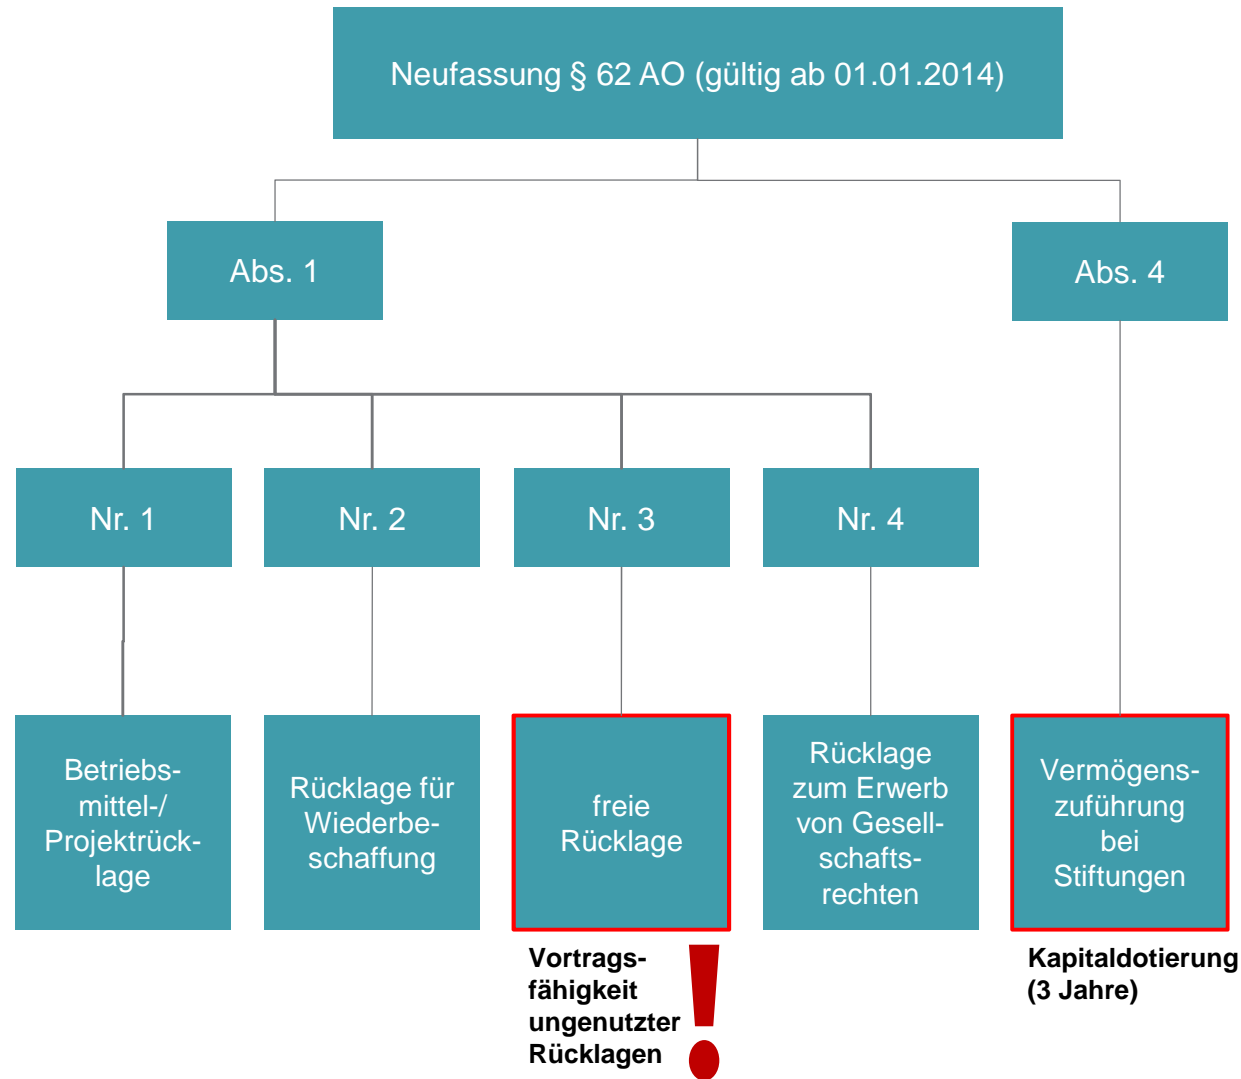 Neufassung § 62 AO (gültig ab 01.01.2014)
Abs. 1
Abs. 4
Nr. 1
Nr. 2
Nr. 3
Nr. 4
Betriebs-
mittel-/
Projektrück-
lage
Rücklage für
Wiederbe-
schaffung
freie
Rücklage
Rücklage
zum Erwerb
von Gesell-
schafts-
rechten
Vermögens-
zuführung
bei
Stiftungen
Vortrags-
fähigkeit
ungenutzter
Rücklagen
!
Kapitaldotierung
(3 Jahre)